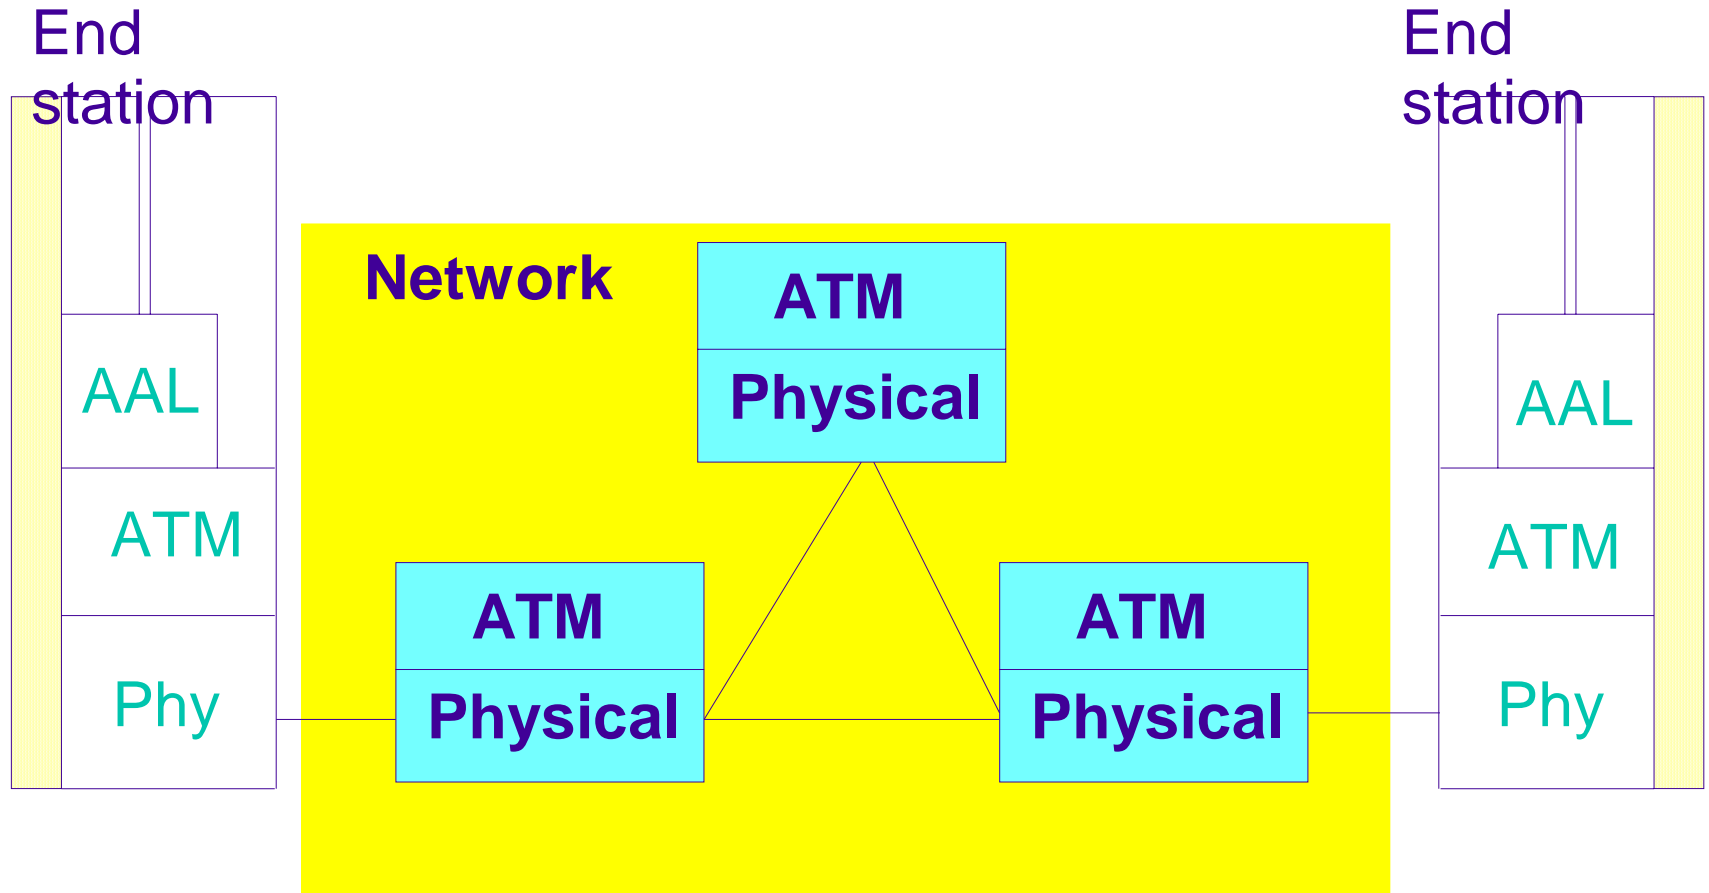 End
station
End
station
Network
ATM
Physical
AAL
AAL
ATM
ATM
ATM
ATM
Phy
Physical
Physical
Phy